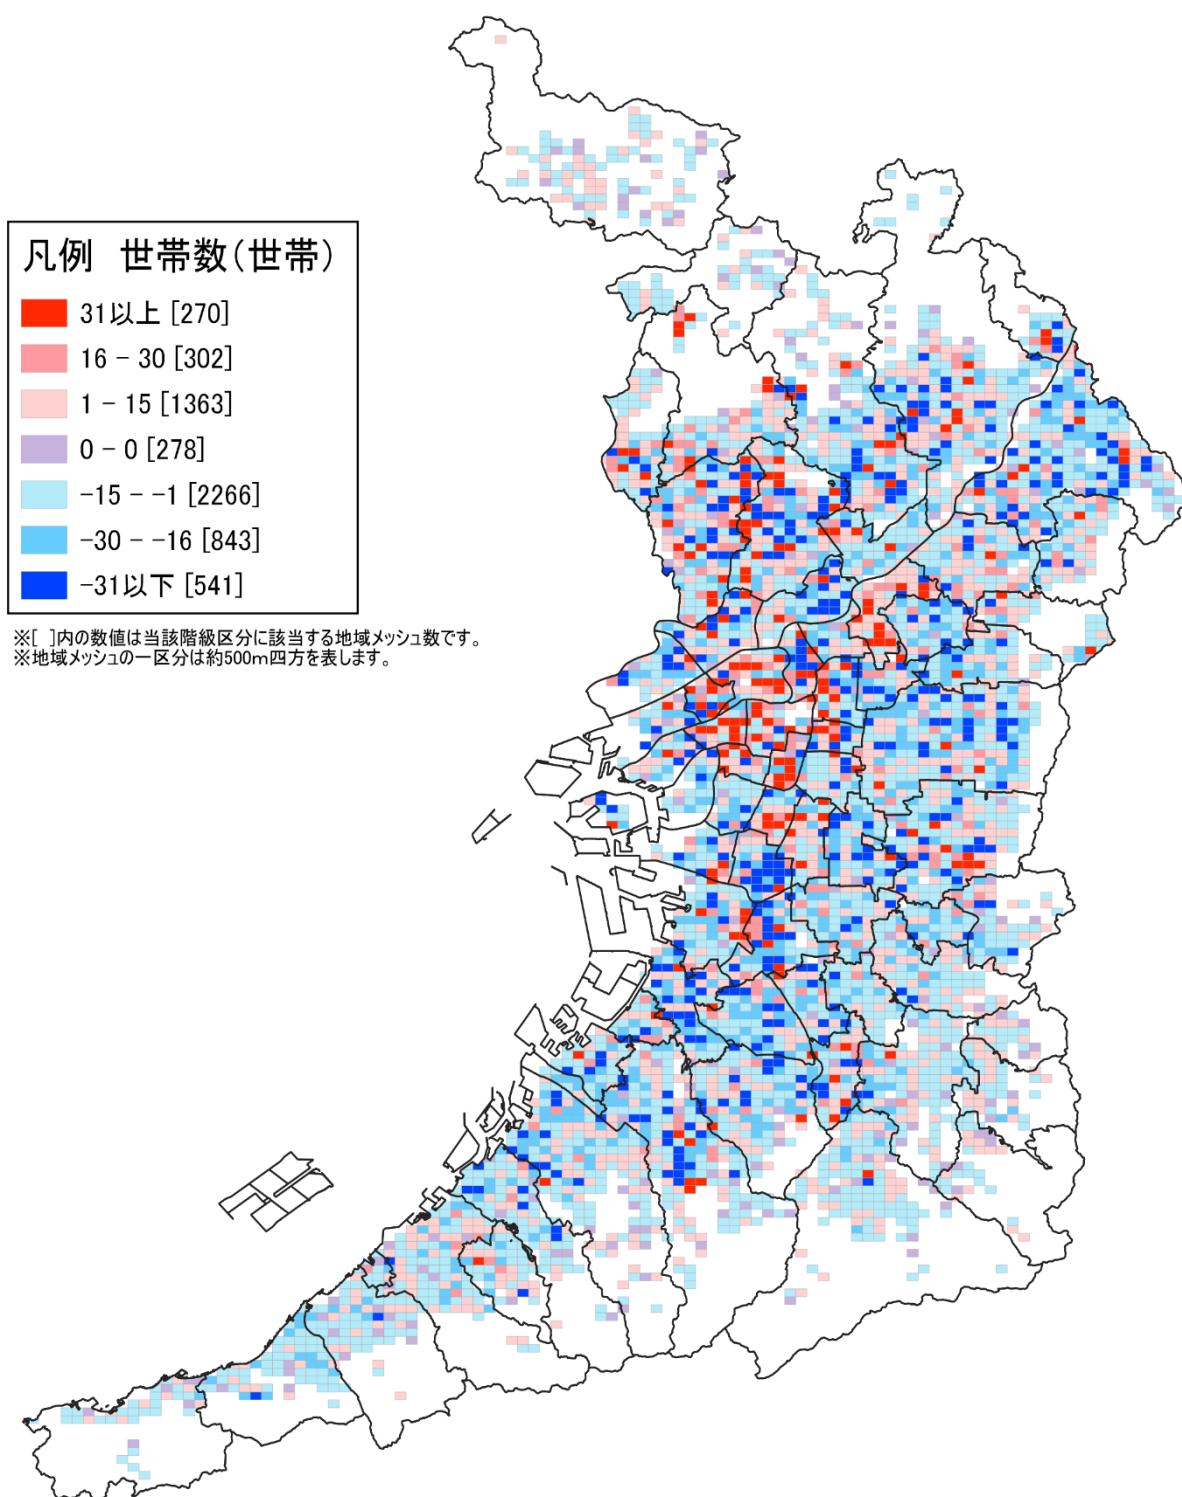 凡例 世帯数(世帯)
31以上 [270]
16 − 30 [302]
1 − 15 [1363]
0 − 0 [278]
−15 − −1 [2266]
−30 − −16 [843]
−31以下 [541]
※[ ]内の数値は当該階級区分に該当する地域メッシュ数です。
※地域メッシュの一区分は約500m四方を表します。